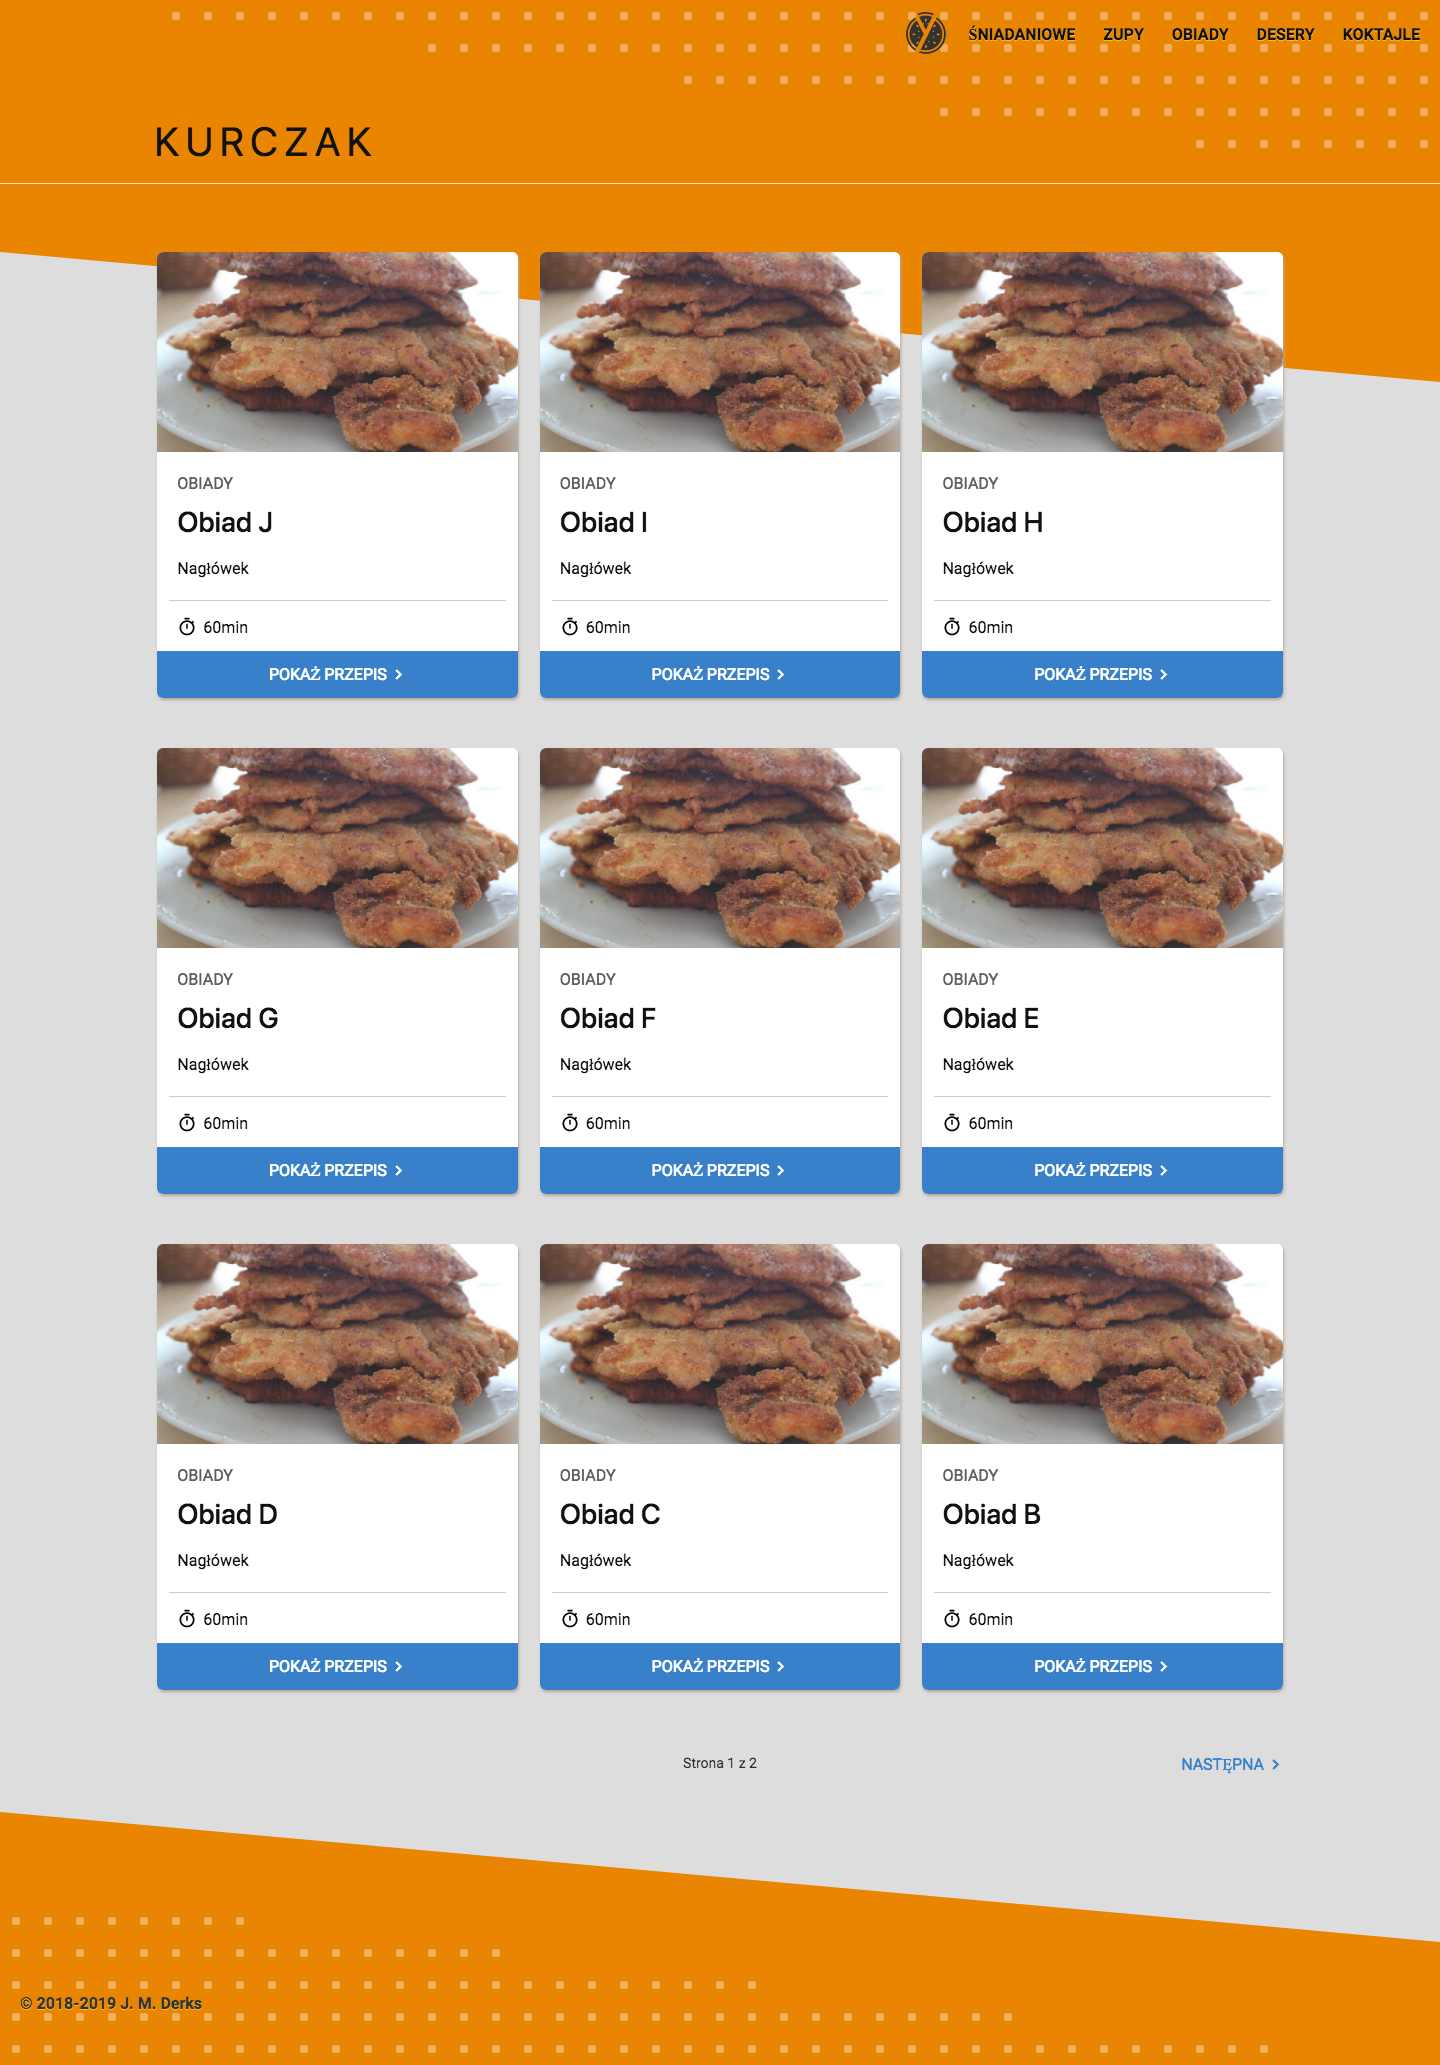 ŚNIADANIOWE ZUPY OBIADY DESERY KOKTAJLE
KURCZAK
OBIADY
Obiad J
Nagłówek
60min
POKAŻ PRZEPIS
OBIADY
Obiad I
Nagłówek
60min
POKAŻ PRZEPIS
OBIADY
Obiad H
Nagłówek
60min
POKAŻ PRZEPIS
OBIADY
Obiad G
Nagłówek
60min
POKAŻ PRZEPIS
OBIADY
Obiad F
Nagłówek
60min
POKAŻ PRZEPIS
OBIADY
Obiad E
Nagłówek
60min
POKAŻ PRZEPIS
OBIADY
Obiad D
Nagłówek
60min
POKAŻ PRZEPIS
OBIADY
Obiad C
Nagłówek
60min
POKAŻ PRZEPIS
OBIADY
Obiad B
Nagłówek
60min
POKAŻ PRZEPIS
Strona 1 z 2
NASTĘPNA
© 2018-2019 J. M. Derks